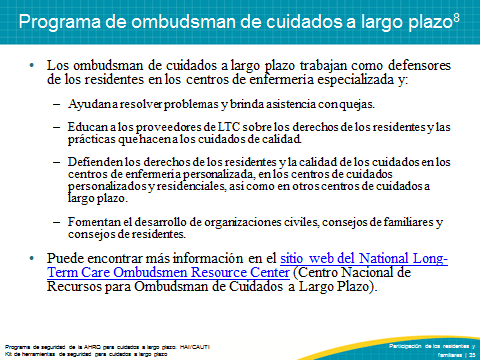 Programa de ombudsman de cuidados a largo plazo8
• Los ombudsman de cuidados a largo plazo trabajan como defensores
de los residentes en los centros de enfermería especializada y:
– Ayudan a resolver problemas y brinda asistencia con quejas.
– Educan a los proveedores de LTC sobre los derechos de los residentes y las
prácticas que hacen a los cuidados de calidad.
– Defienden los derechos de los residentes y la calidad de los cuidados en los
centros de enfermería personalizada, en los centros de cuidados
personalizados y residenciales, así como en otros centros de cuidados a
largo plazo.
– Fomentan el desarrollo de organizaciones civiles, consejos de familiares y
consejos de residentes.
• Puede encontrar más información en el sitio web del National Long-
Term Care Ombudsmen Resource Center (Centro Nacional de
Recursos para Ombudsman de Cuidados a Largo Plazo).
Programa de seguridad de la AHRQ para cuidados a largo plazo: HAI/CAUTI
Kit de herramientas de seguridad para cuidados a largo plazo
Participación de los residentes y
familiares | 25